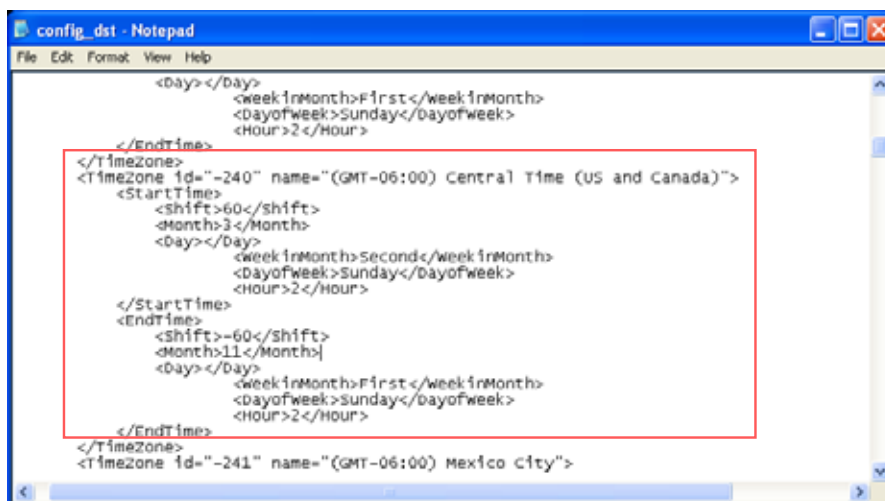 config_dst - Notepad
File Edit Format View Help
<Day></Day>
<WeekinMonth>First</WeekinMonth>
<DayofWeek>Sunday</DayofWeek>
<Hour>2</Hour>
</EndTime>
</TimeZone>
<TimeZone id="-240" name="(GMT-06:00) Central Time (US and Canada)">
<StartTime>
<Shift>60</Shift>
<Month>3</Month>
<Day></Day>
<WeekinMonth>Second</WeekinMonth>
<DayofWeek>Sunday</DayofWeek>
<Hour>2</Hour>
</StartTime>
<EndTime>
<Shift>-60</Shift>
<Month>11</Month>
<Day></Day>
<WeekinMonth>First</WeekinMonth>
<DayofWeek>Sunday</DayofWeek>
<Hour>2</Hour>
</EndTime>
</TimeZone>
<TimeZone id="-241" name="(GMT-06:00) Mexico City">